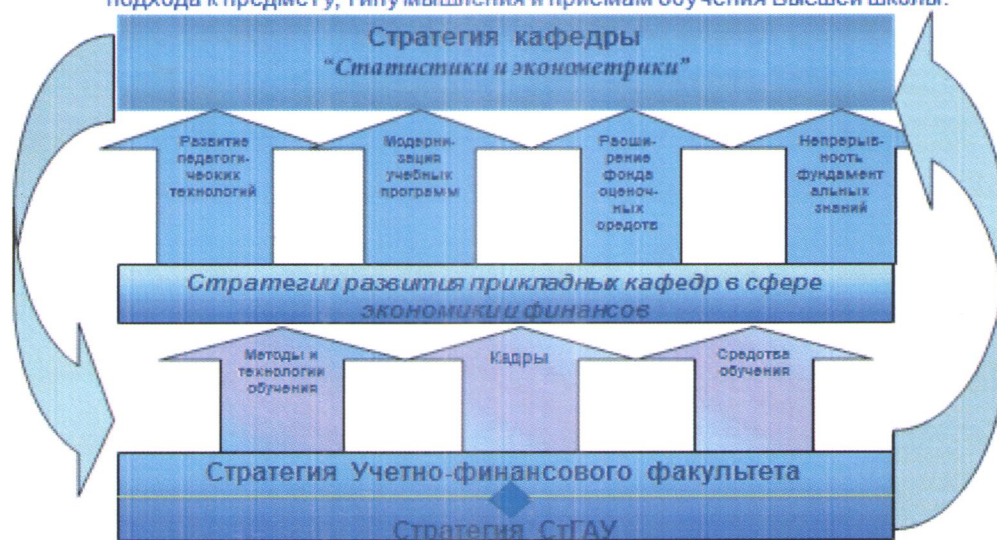 подхода к предмету, типу мышления и приемам обучения Высшей школы.
Стратегия кафедры
“Статистики и эконометрики”
Развитие
педагоги-
ческих
технологий
Модерни-
зация
учебных
программ
Расши-
рение
фонда
оценоч-
ных
средств
Непрерыв-
ность
фундамент
альных
знаний
Стратегии развития прикладных кафедр в сфере
экономики и финансов
Методы и
технологии
обучения
Кадры
Средства
обучения
Стратегия Учетно-финансового факультета
Стратегия СтГАУ